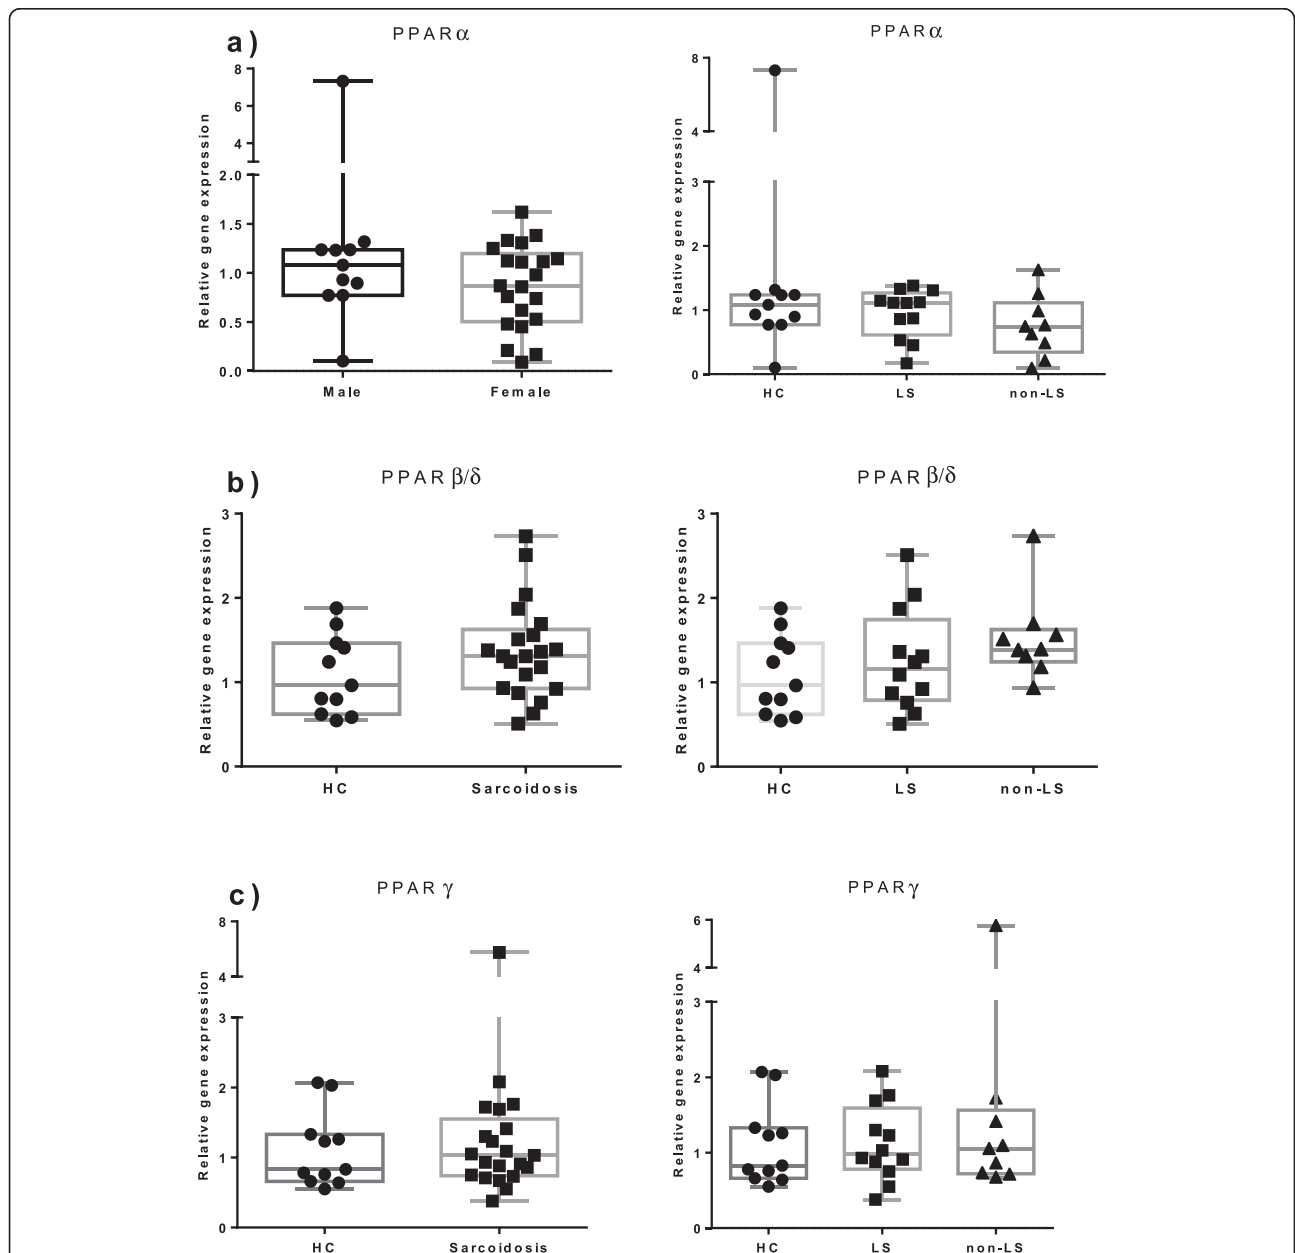 a)
PPARα
Relative gene expression
8
6
4
2.0
1.5
1.0
0.5
0.0
Male
Female
PPARα
Relative gene expression
8
4
3
2
1
0
HC
LS
non-LS
b)
PPAR β/δ
Relative gene expression
3
2
1
0
HC
Sarcoidosis
PPAR β/δ
Relative gene expression
3
2
1
0
HC
LS
non-LS
c)
PPAR γ
Relative gene expression
8
4
3
2
1
0
HC
Sarcoidosis
PPAR γ
Relative gene expression
6
4
3
2
1
0
HC
LS
non-LS